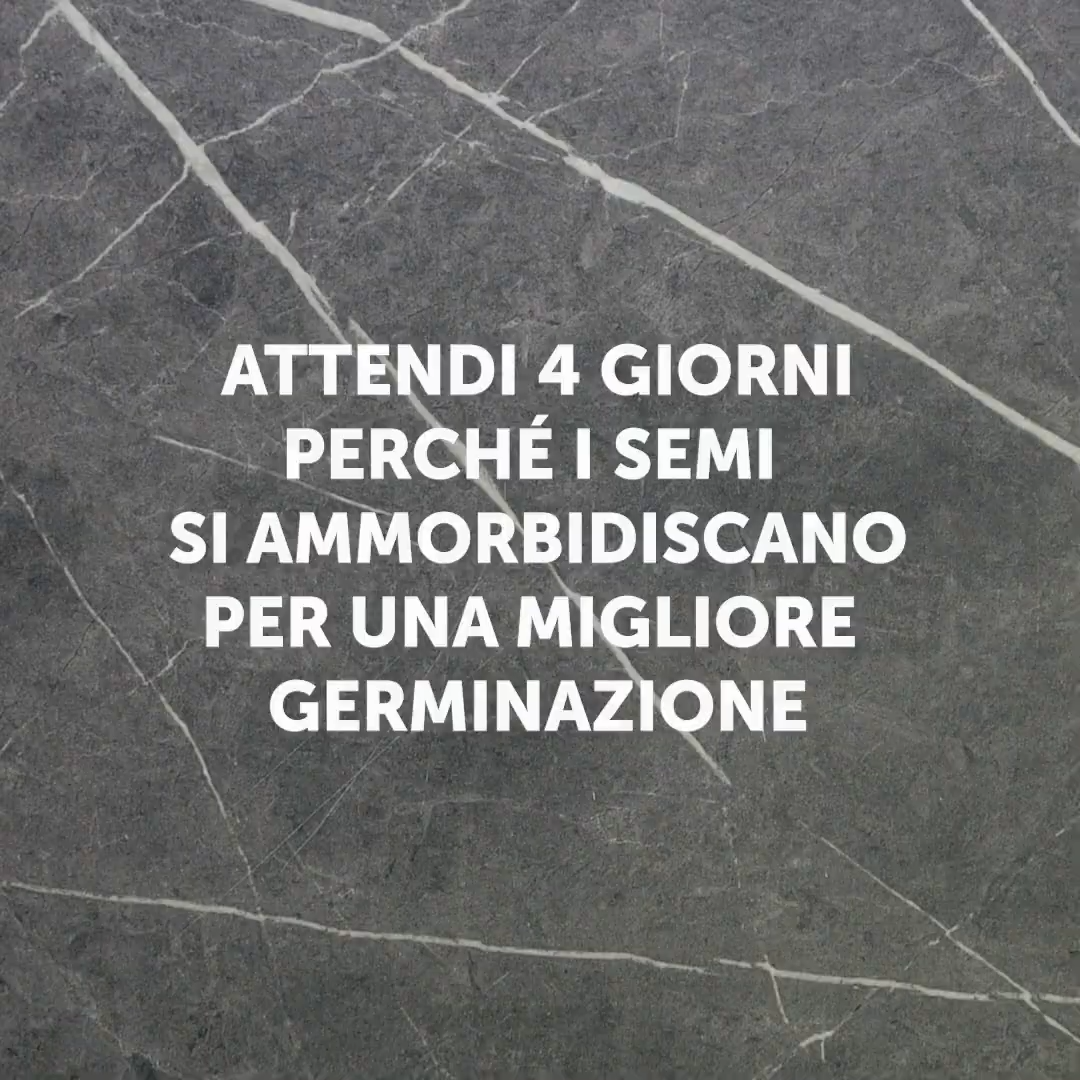 ATTENDI 4 GIORNI
PERCHÉ I SEMI
SI AMMORBIDISCANO
PER UNA MIGLIORE
GERMINAZIONE